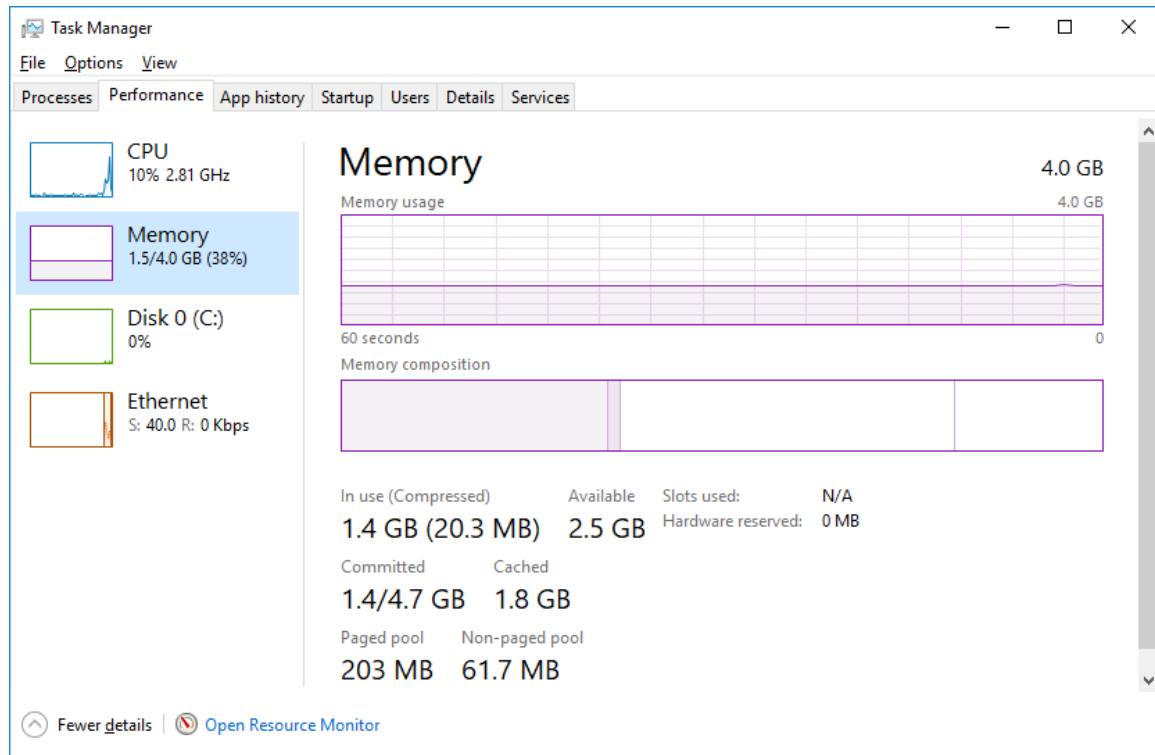 Task Manager
File Options View
Processes Performance App history Startup Users Details Services
CPU
10% 2.81 GHz
Memory
1.5/4.0 GB (38%)
Disk 0 (C:)
0%
Ethernet
S: 40.0 R: 0 Kbps
Memory 4.0 GB
Memory usage 4.0 GB
60 seconds 0
Memory composition
In use (Compressed) Available Slots used: N/A
1.4 GB (20.3 MB) 2.5 GB Hardware reserved: 0 MB
Committed Cached
1.4/4.7 GB 1.8 GB
Paged pool Non-paged pool
203 MB 61.7 MB
Fewer details Open Resource Monitor